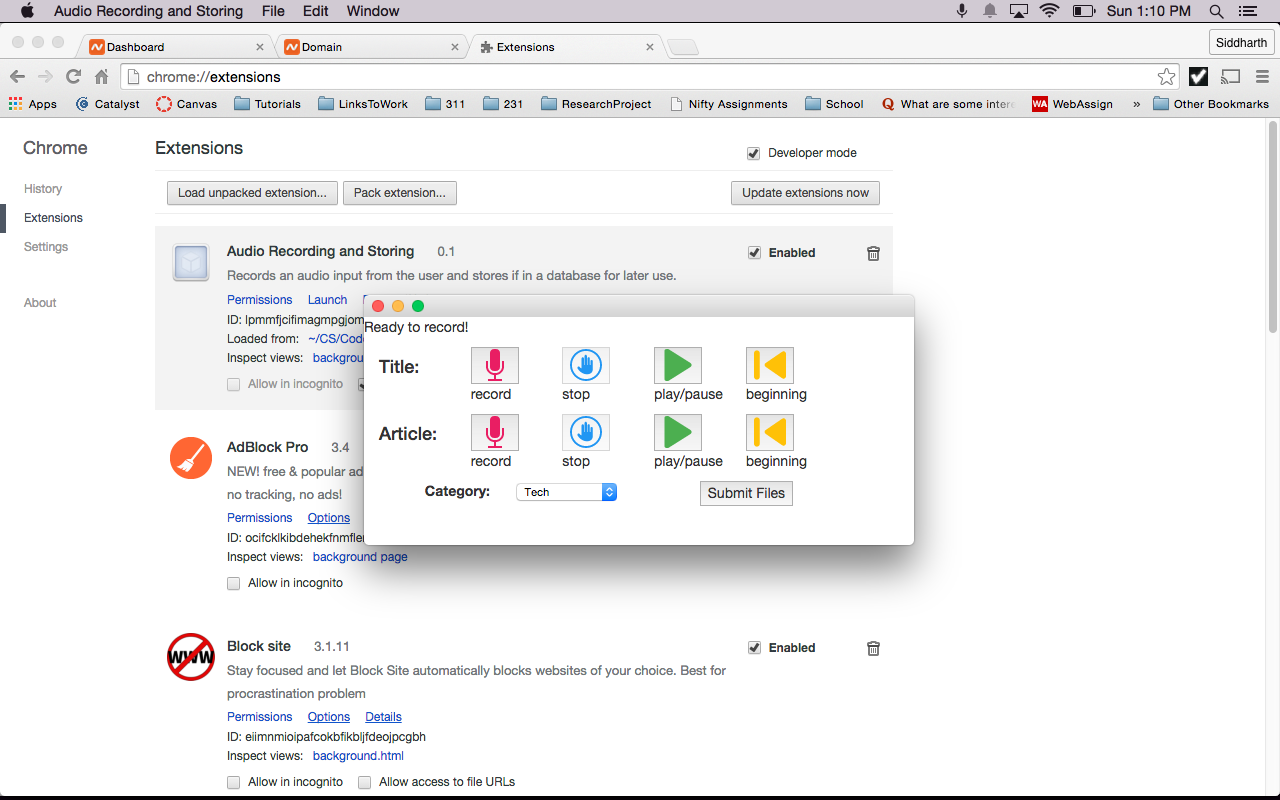 Audio Recording and Storing File Edit Window Sun 1:10 PM
Dashboard Domain Extensions Siddharth
chrome://extensions
Apps Catalyst Canvas Tutorials LinksToWork 311 231 ResearchProject Nifty Assignments School Q What are some inter WA WebAssign » Other Bookmarks
Chrome
History
Extensions
Settings
About
Extensions Developer mode
Load unpacked extension... Pack extension... Update extensions now
Audio Recording and Storing 0.1 Enabled
Records an audio input from the user and stores if in a database for later use.
Permissions Launch
ID: lpmmfjcifimagmpgjom
Loaded from: ~/CS/Cod
Inspect views: backgrou
Allow in incognito
Ready to record!
Title:
record stop play/pause beginning
Article:
record stop play/pause beginning
Category: Tech Submit Files
AdBlock Pro 3.4
NEW! free & popular ad
no tracking, no ads!
Permissions Options
ID: ocifcklkibdehekfnmfler
Inspect views: background page
Allow in incognito
WWW
Block site 3.1.11 Enabled
Stay focused and let Block Site automatically blocks websites of your choice. Best for
procrastination problem
Permissions Options Details
ID: eiimnmioipafcokbfikbljfdeojpcgbh
Inspect views: background.html
Allow in incognito Allow access to file URLs